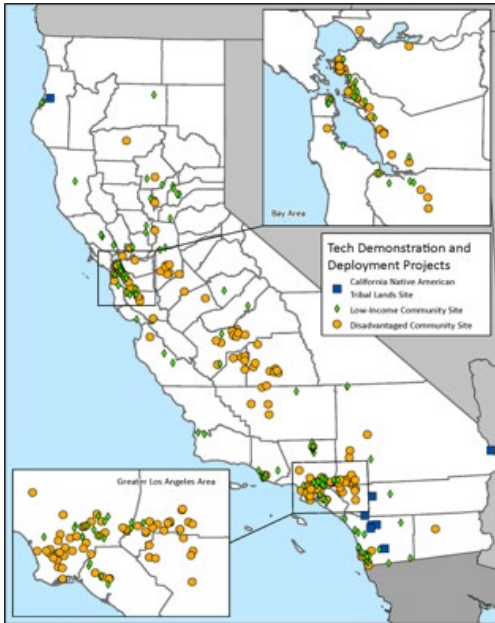 Bay Area
Tech Demonstration and
Deployment Projects
California Native American
Tribal Lands Site
Low-Income Community Site
Disadvantaged Community Site
Greater Los Angeles Area